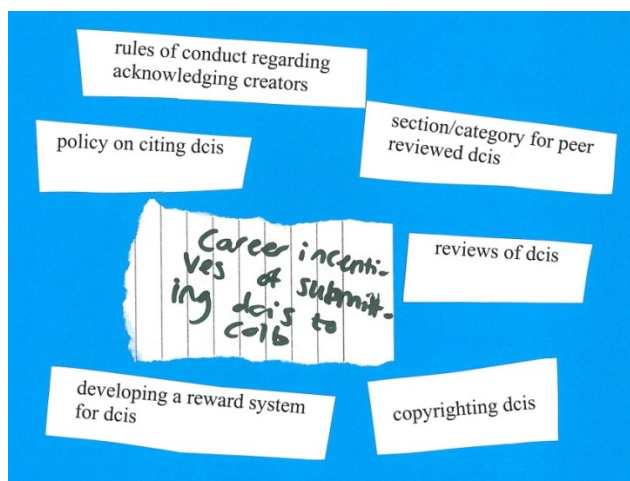 rules of conduct regarding
acknowledging creators
section/category for peer
reviewed dcis
policy on citing dcis
Career incenti-
ves of submitt-
ing dcis to
colb
reviews of dcis
developing a reward system
for dcis
copyrighting dcis